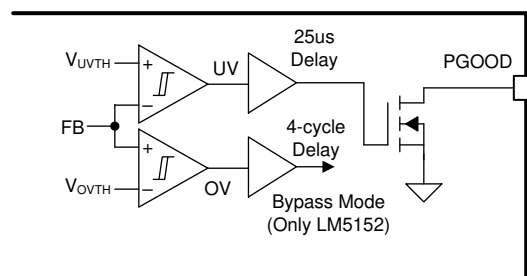 25us
Delay
PGOOD
VUVTH
+
UV
−
FB
4-cycle
Delay
+
VOVTH
−
OV
Bypass Mode
(Only LM5152)